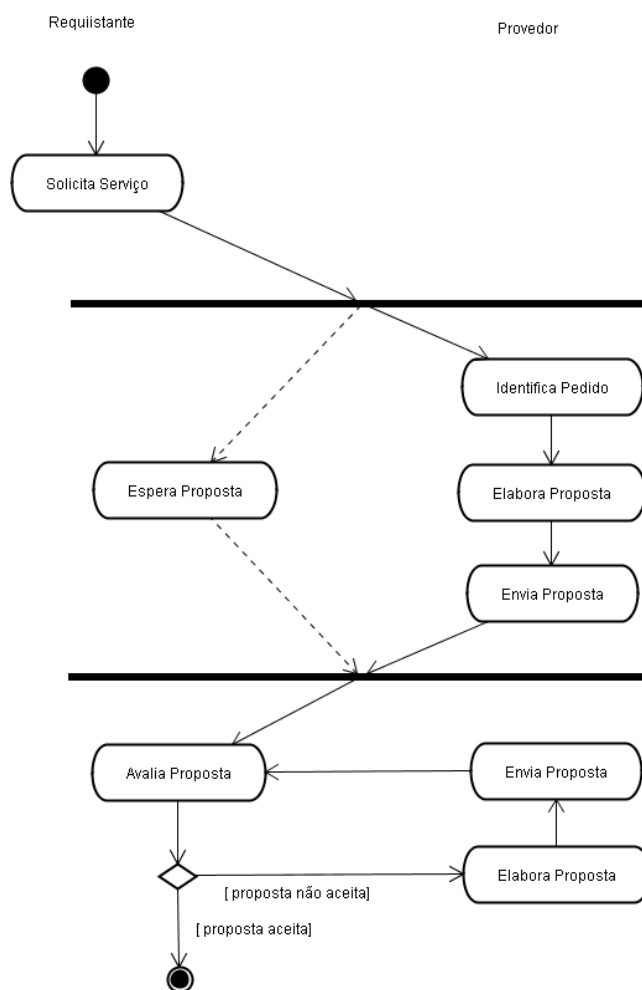 Requiistante
Provedor
Solicita Serviço
Identifica Pedido
Espera Proposta
Elabora Proposta
Envia Proposta
Avalia Proposta
Envia Proposta
Elabora Proposta
[ proposta não aceita]
[ proposta aceita]